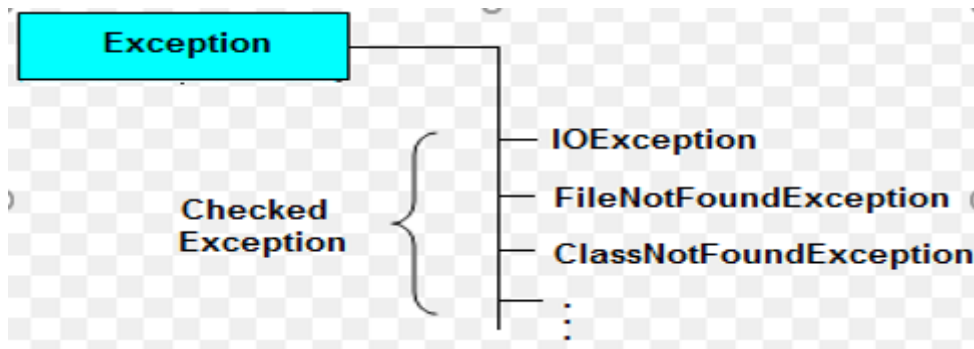 Exception
IOException
FileNotFoundException
Checked
Exception
ClassNotFoundException